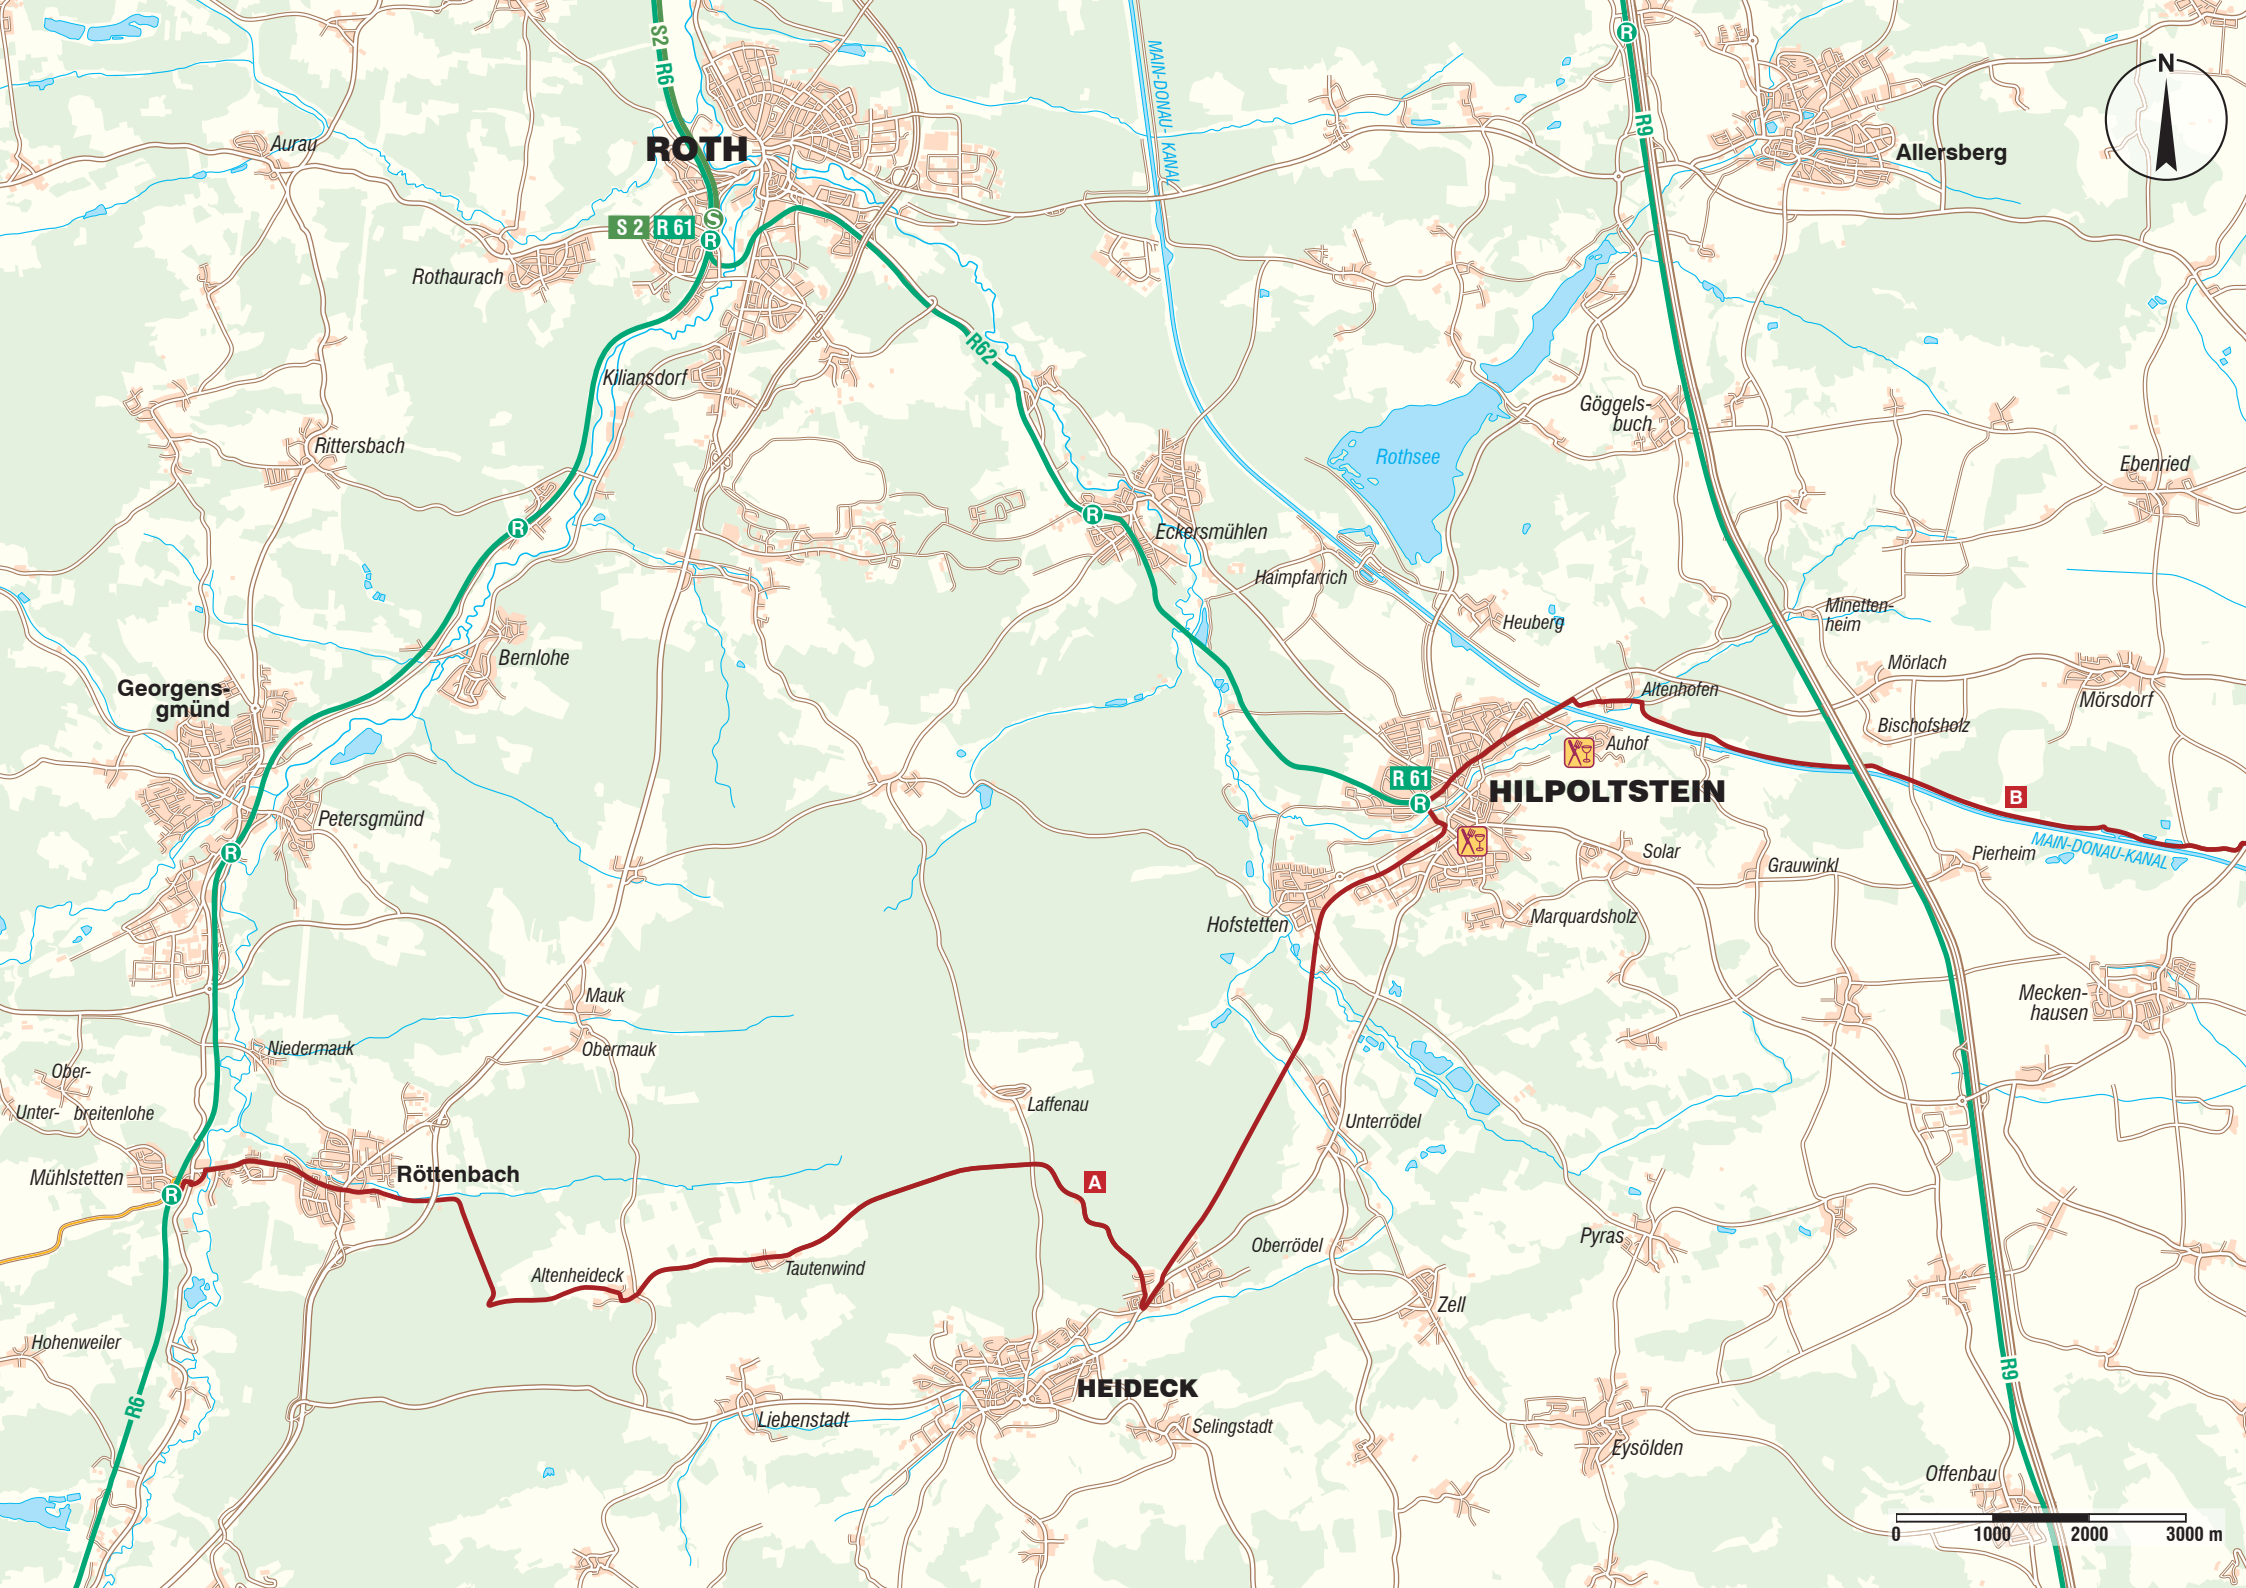 S2
R6
MAIN-DONAU-
KANAL
R
R9
N
Aurau
ROTH
Allersberg
S 2
R 61
S
R
Rothaurach
R62
Kiliansdorf
Göggels-
buch
Rittersbach
Rothsee
Ebenried
R
R
Eckersmühlen
Haimpfarrich
Minetten-
heim
Heuberg
Bernlohe
Mörlach
Georgens-
gmünd
Altenhofen
Mörsdorf
Bischofsholz
Auhof
R 61
R
HILPOLTSTEIN
B
Petersgmünd
MAIN-DONAU-KANAL
R
Solar
Grauwinkl
Pierheim
Hofstetten
Marquardsholz
Mauk
Mecken-
hausen
Niedermauk
Obermauk
Ober-
Unter-
breitenlohe
Laffenau
Unterrödel
Mühlstetten
Röttenbach
A
R
Pyras
Oberrödel
Altenheideck
Tautenwind
Zell
Hohenweiler
R6
R9
HEIDECK
Liebenstadt
Selingstadt
Eysölden
Offenbau
0
1000
2000
3000 m